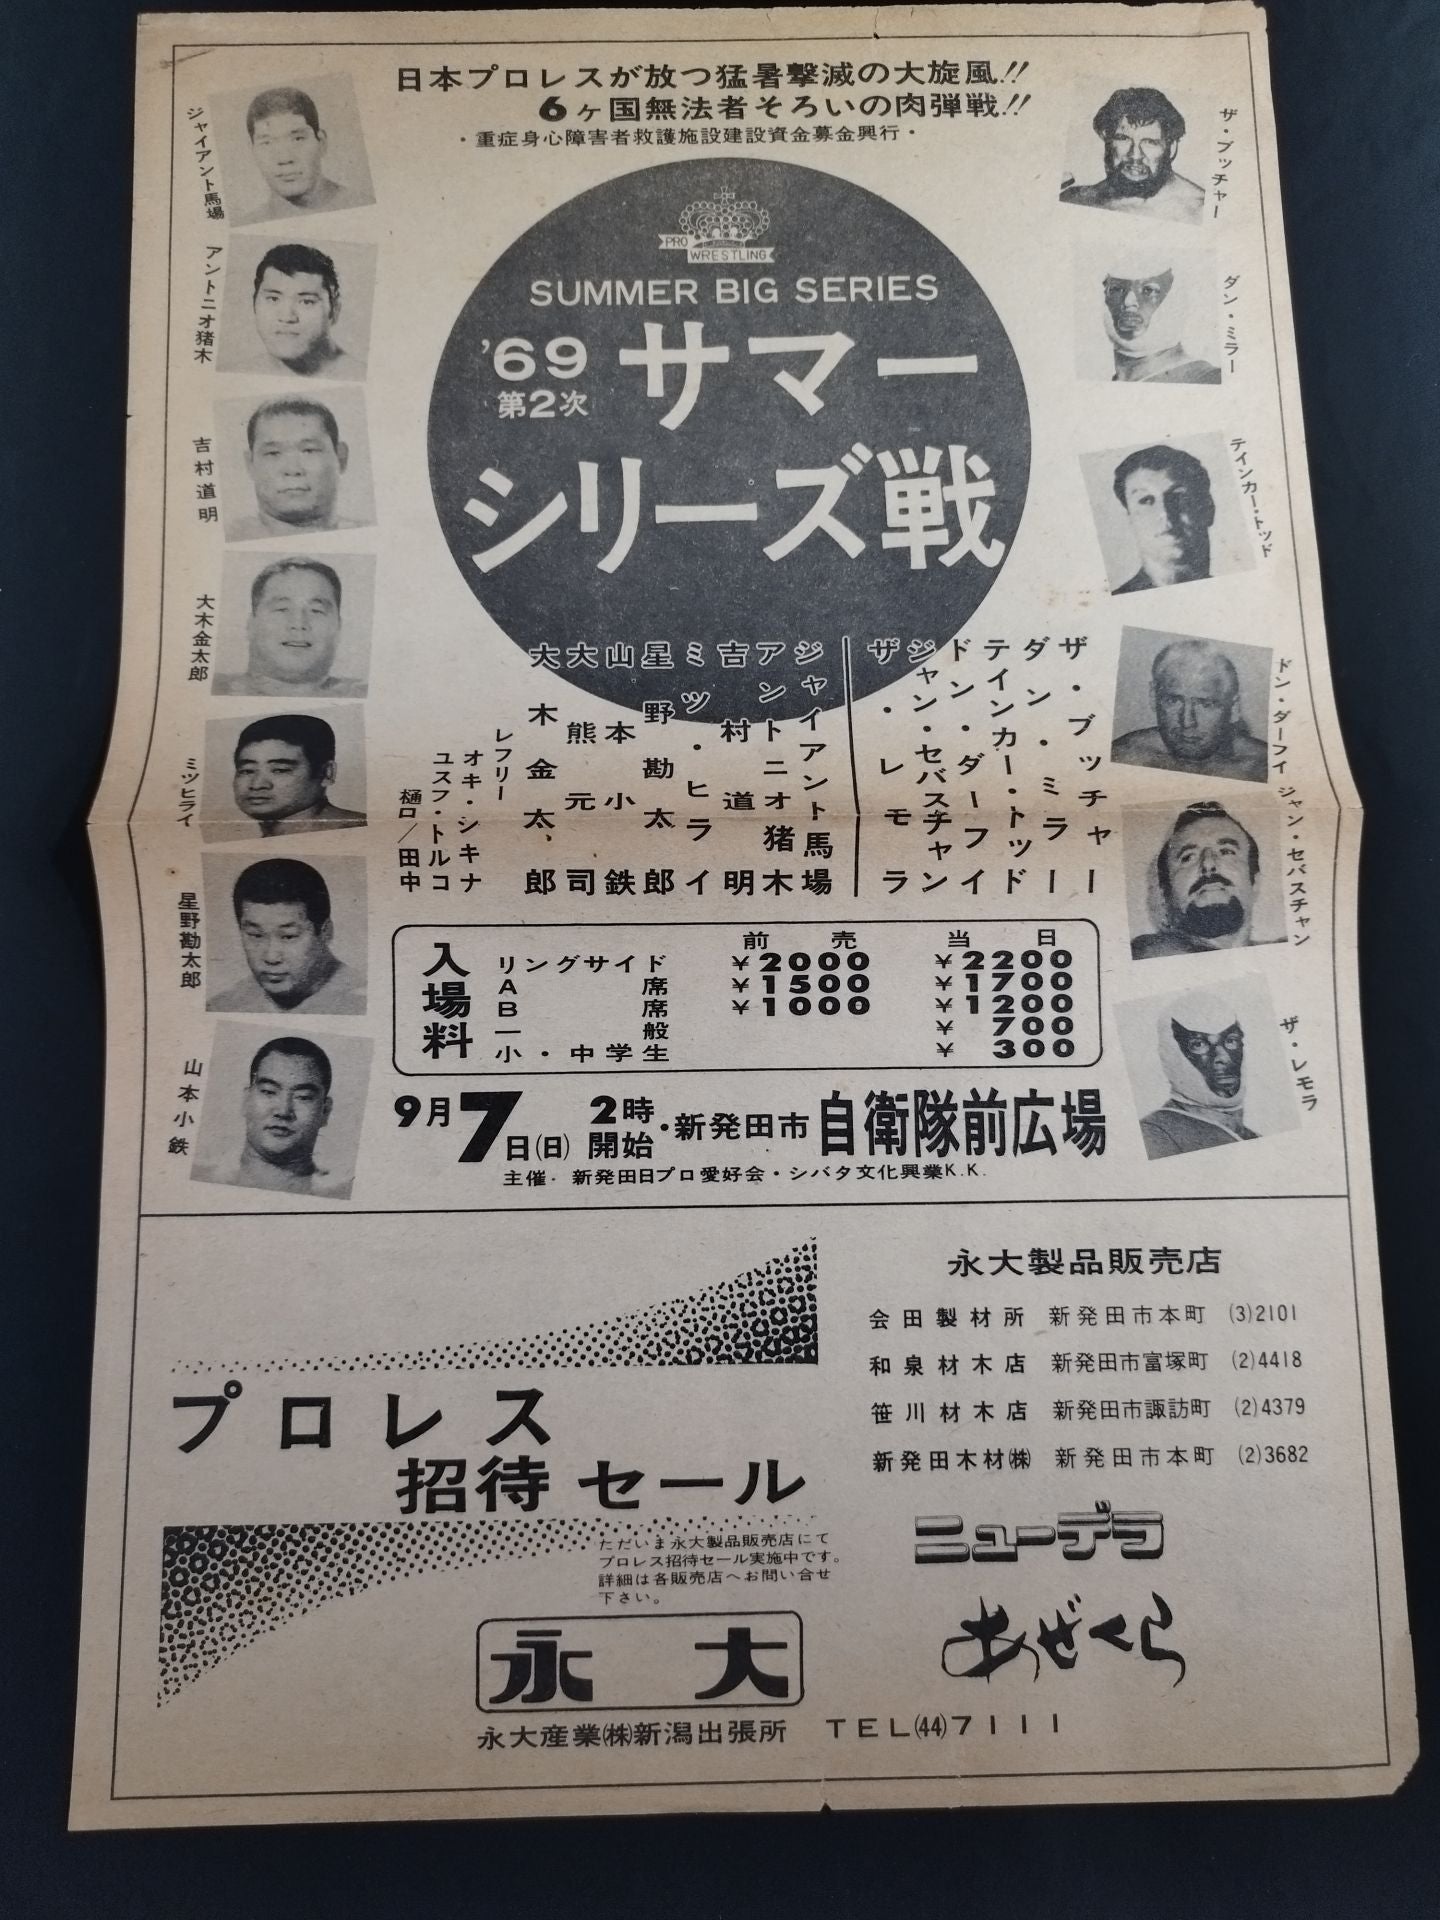 日本プロレスが放つ猛暑撃滅の大旋風!!
6ヶ国無法者そろいの肉弾戦!!
・重症身心障害者救護施設建設資金募金興行・
PRO WRESTLING
SUMMER BIG SERIES
'69 第2次
サマー
シリーズ戦
ジャイアント馬場
アントニオ猪木
吉村道明
大木金太郎
ミツヒライ
星野勘太郎
山本小鉄
ザ・ブッチャー
ダン・ミラー
テインカー・トッド
ドン・ダーフイ
ジャン・セバスチャン
ザ・レモラ
ザ・ブッチャー
ダン・ミラー
テインカー・トッド
ドン・ダーフイ
ジャン・セバスチャン
ザ・レモラ
ジャイアント馬場
アントニオ猪木
吉村道明
ミツ・ヒライ
星野勘太郎
山本小鉄
大熊元司
大木金太郎
レフリー
オキ・シキナ
ユスフ・トルコ
樋口/田中
入場料
前売 当日
リングサイド ¥2000 ¥2200
A席 ¥1500 ¥1700
B席 ¥1000 ¥1200
一般 ¥700
小・中学生 ¥300
9月7日(日) 2時開始・新発田市 自衛隊前広場
主催・新発田日プロ愛好会・シバタ文化興業K.K.
プロレス
招待セール
ただいま永大製品販売店にて
プロレス招待セール実施中です。
詳細は各販売店へお問い合せ
下さい。
永大
永大産業(株)新潟出張所 TEL(44)7111
永大製品販売店
会田製材所 新発田市本町 (3)2101
和泉材木店 新発田市富塚町 (2)4418
笹川材木店 新発田市諏訪町 (2)4379
新発田木材(株) 新発田市本町 (2)3682
ニューデラ
あぜくら